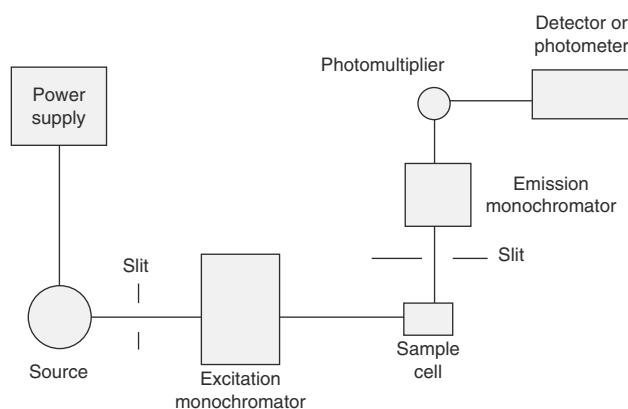 Detector or
photometer
Photomultiplier
Power
supply
Emission
monochromator
Slit
Slit
Source
Excitation
monochromator
Sample
cell